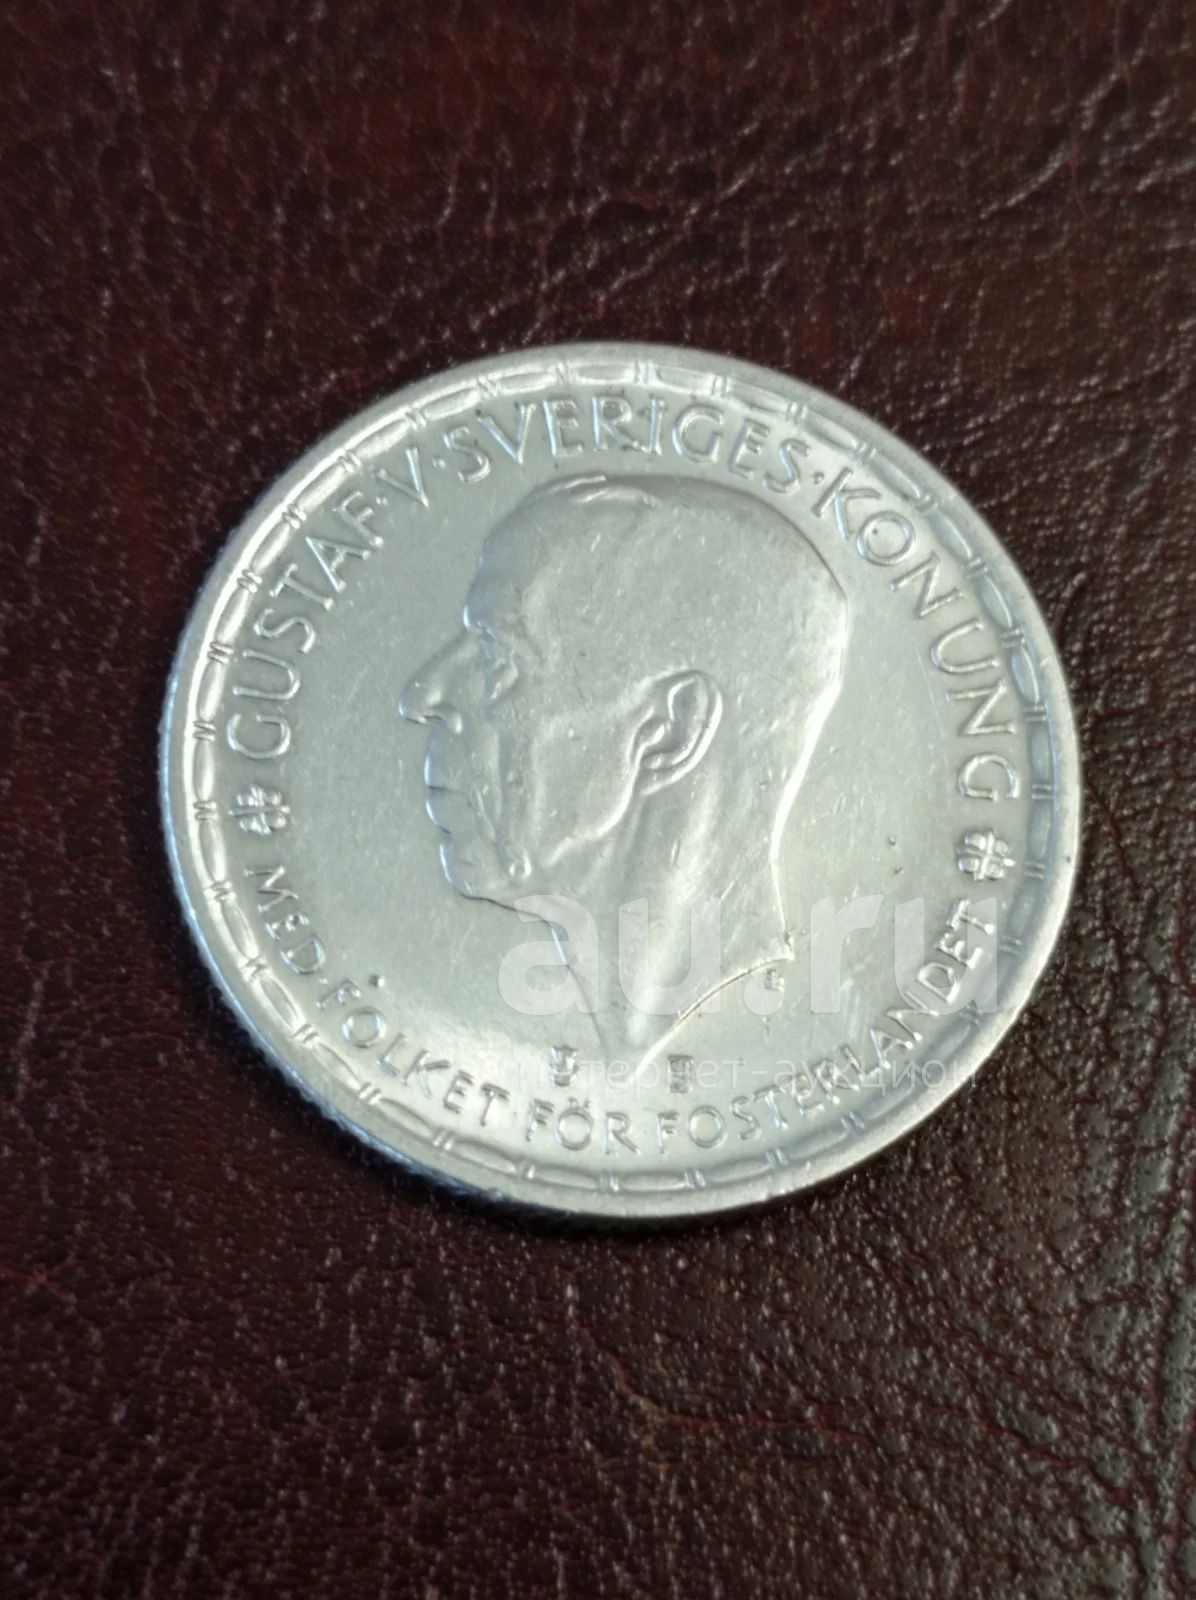 GUSTAF·V·SVERIGES·KONUNG
MED·FOLKET·FÖR·FOSTERLANDET
au.ru
интернет-аукцион